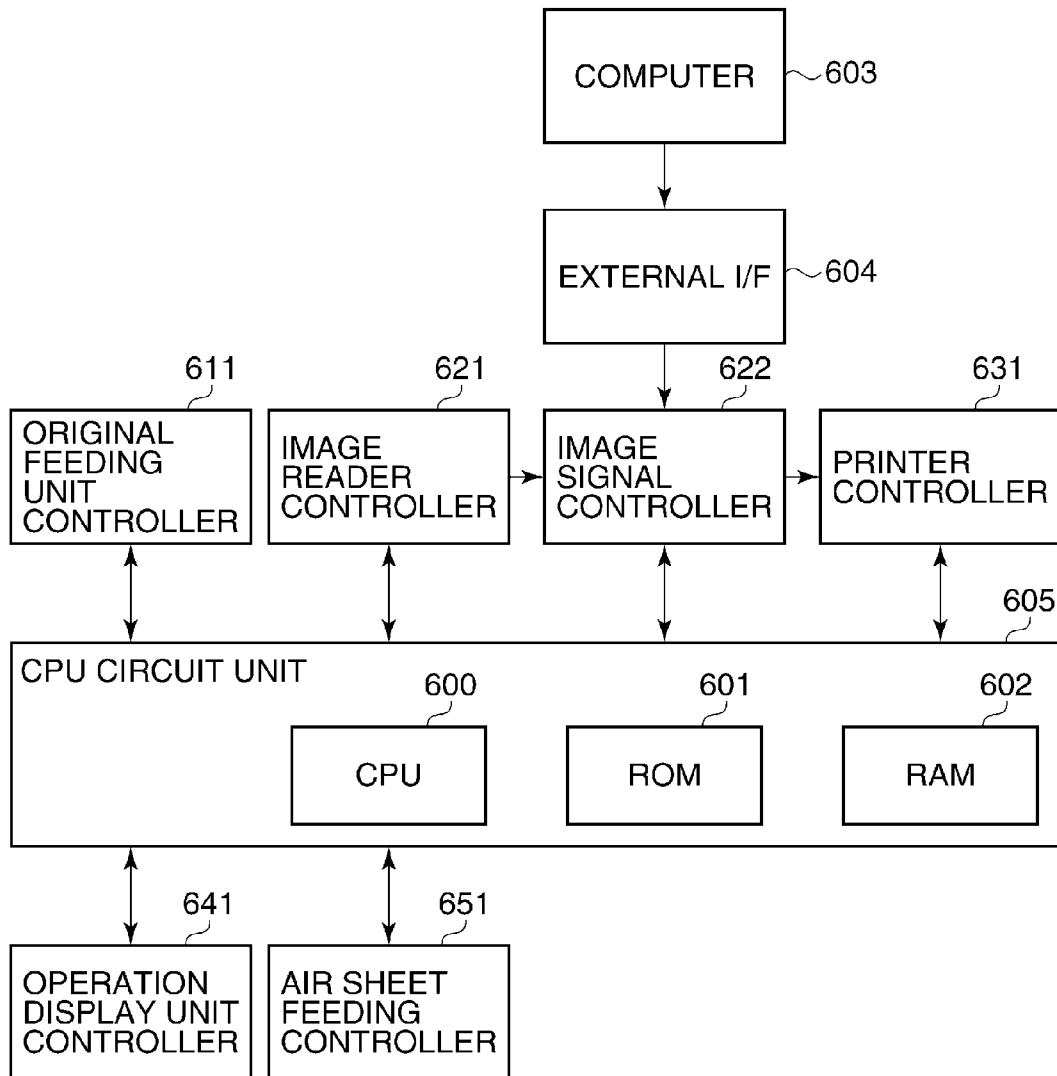 COMPUTER
603
EXTERNAL I/F
604
611
621
622
631
ORIGINAL
FEEDING
UNIT
CONTROLLER
IMAGE
READER
CONTROLLER
IMAGE
SIGNAL
CONTROLLER
PRINTER
CONTROLLER
605
CPU CIRCUIT UNIT
600
601
602
CPU
ROM
RAM
641
651
OPERATION
DISPLAY UNIT
CONTROLLER
AIR SHEET
FEEDING
CONTROLLER